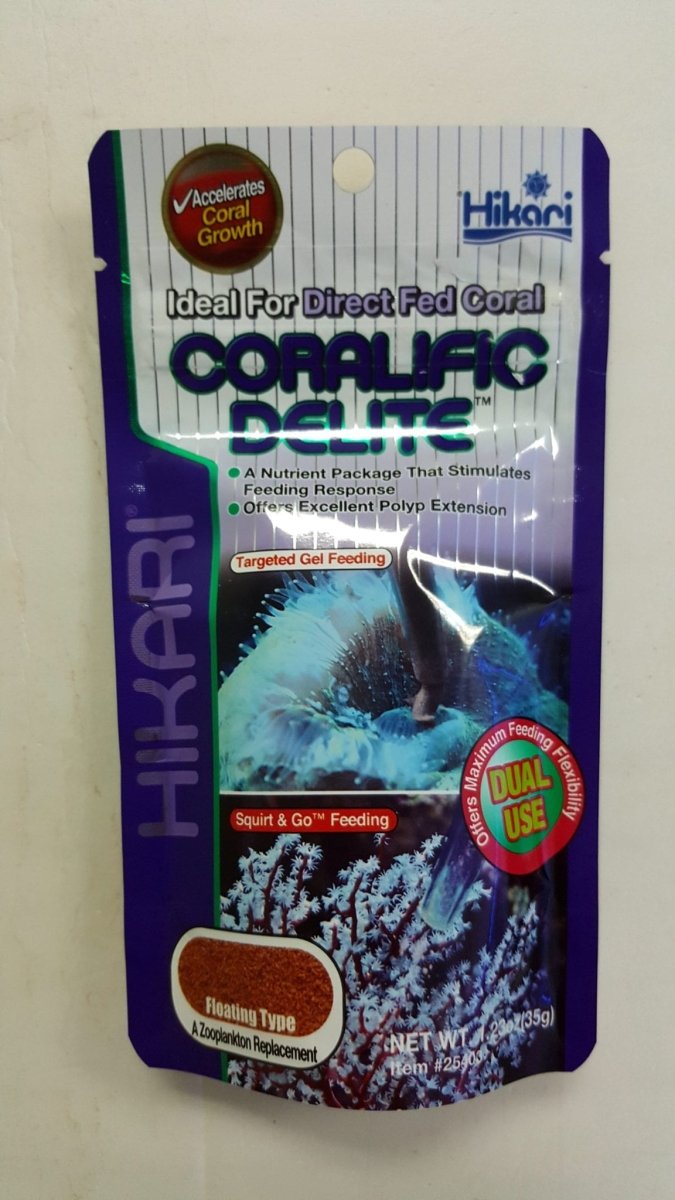 ✓Accelerates
Coral
Growth
Hikari
Ideal For Direct Fed Coral
CORALIFIC
DELITE™
• A Nutrient Package That Stimulates
Feeding Response
• Offers Excellent Polyp Extension
HIKARI®
Targeted Gel Feeding
Offers Maximum Feeding Flexibility
DUAL
USE
Squirt & Go™ Feeding
Floating Type
A Zooplankton Replacement
NET WT. 1.23oz(35g)
Item #25403